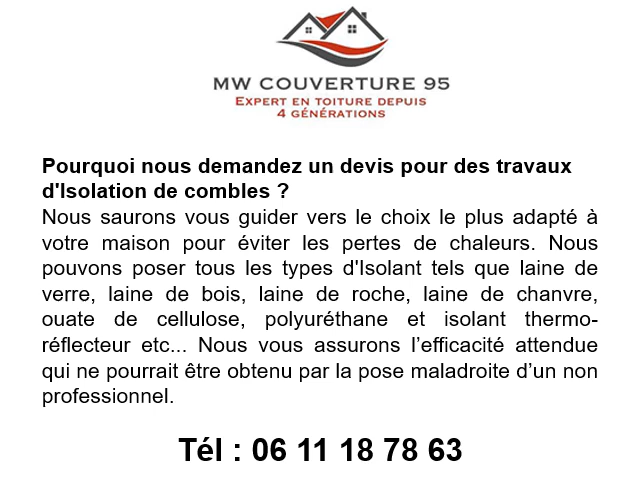 MW COUVERTURE 95
EXPERT EN TOITURE DEPUIS
4 GÉNÉRATIONS
Pourquoi nous demandez un devis pour des travaux
d'Isolation de combles ?
Nous saurons vous guider vers le choix le plus adapté à
votre maison pour éviter les pertes de chaleurs. Nous
pouvons poser tous les types d'Isolant tels que laine de
verre, laine de bois, laine de roche, laine de chanvre,
ouate de cellulose, polyuréthane et isolant thermo-
réflecteur etc... Nous vous assurons l’efficacité attendue
qui ne pourrait être obtenu par la pose maladroite d’un non
professionnel.
Tél : 06 11 18 78 63